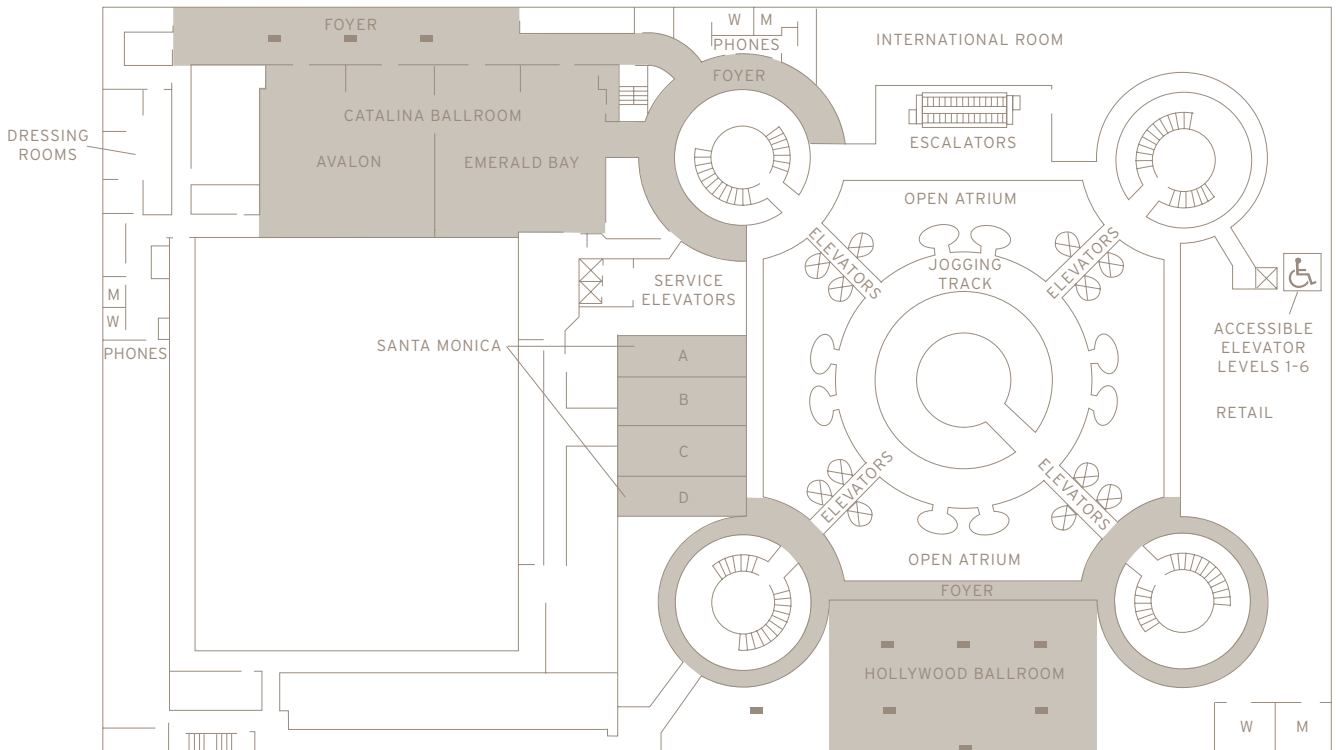 FOYER
W M
PHONES
INTERNATIONAL ROOM
FOYER
CATALINA BALLROOM
ESCALATORS
DRESSING
ROOMS
AVALON
EMERALD BAY
OPEN ATRIUM
ELEVATORS
ELEVATORS
JOGGING
TRACK
SERVICE
ELEVATORS
M
W
PHONES
ACCESSIBLE
ELEVATOR
LEVELS 1-6
SANTA MONICA
A
B
C
D
RETAIL
ELEVATORS
ELEVATORS
OPEN ATRIUM
FOYER
HOLLYWOOD BALLROOM
W M